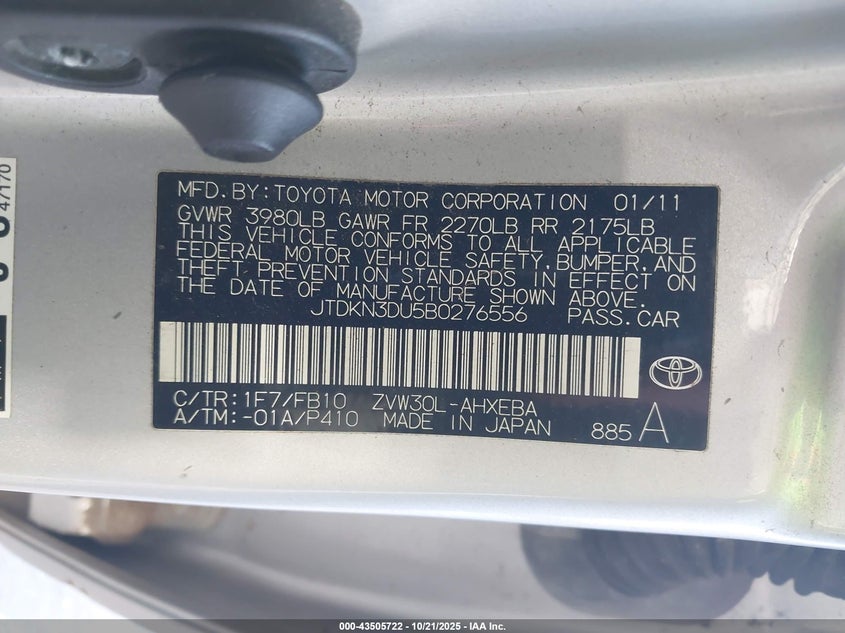 47170
MFD. BY: TOYOTA MOTOR CORPORATION 01/11
GVWR 3980LB GAWR FR 2270LB RR 2175LB
THIS VEHICLE CONFORMS TO ALL APPLICABLE
FEDERAL MOTOR VEHICLE SAFETY, BUMPER, AND
THEFT PREVENTION STANDARDS IN EFFECT ON
THE DATE OF MANUFACTURE SHOWN ABOVE.
JTDKN3DU5B0276556 PASS. CAR
C/TR: 1F7/FB10 ZVW30L-AHXEBA
A/TM: -01A/P410 MADE IN JAPAN 885 A
000-43505722 - 10/21/2025 - IAA Inc.